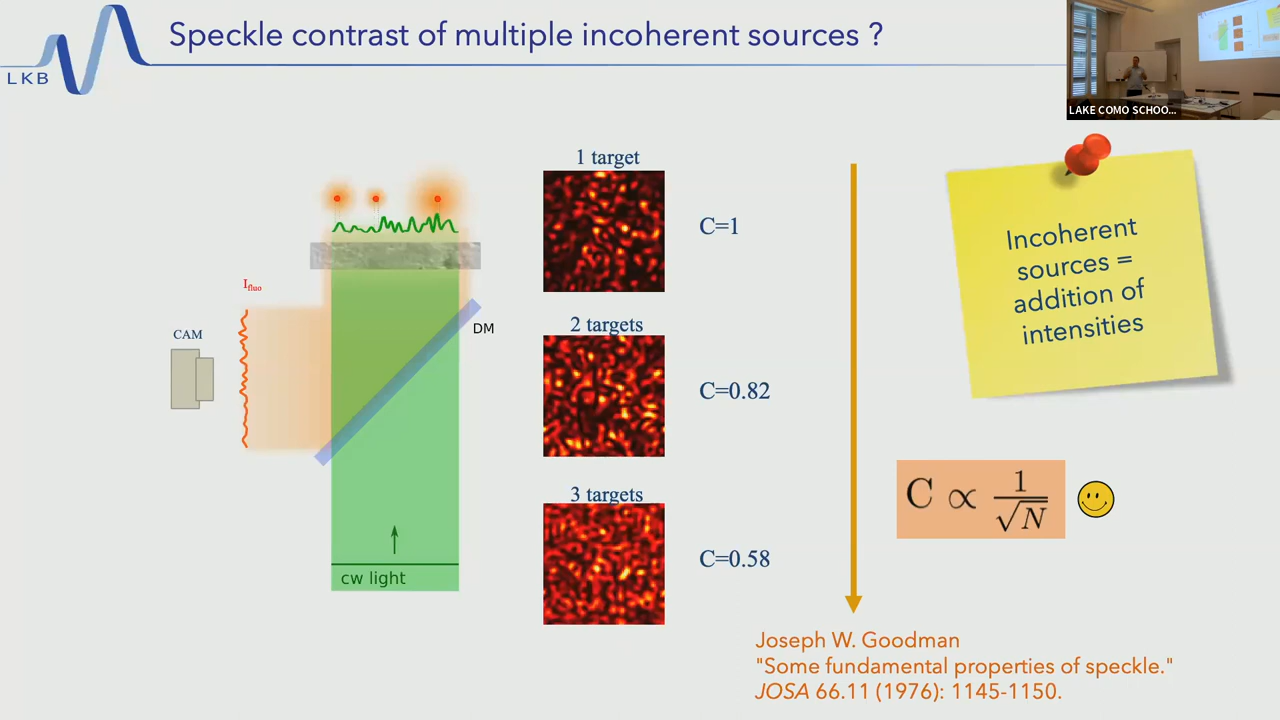 Speckle contrast of multiple incoherent sources ?
LKB
LAKE COMO SCHOO...
1 target
C=1
Ifluo
CAM
DM
2 targets
C=0.82
3 targets
C=0.58
cw light
Incoherent
sources =
addition of
intensities
C ∝ 1/√N
Joseph W. Goodman
"Some fundamental properties of speckle."
JOSA 66.11 (1976): 1145-1150.